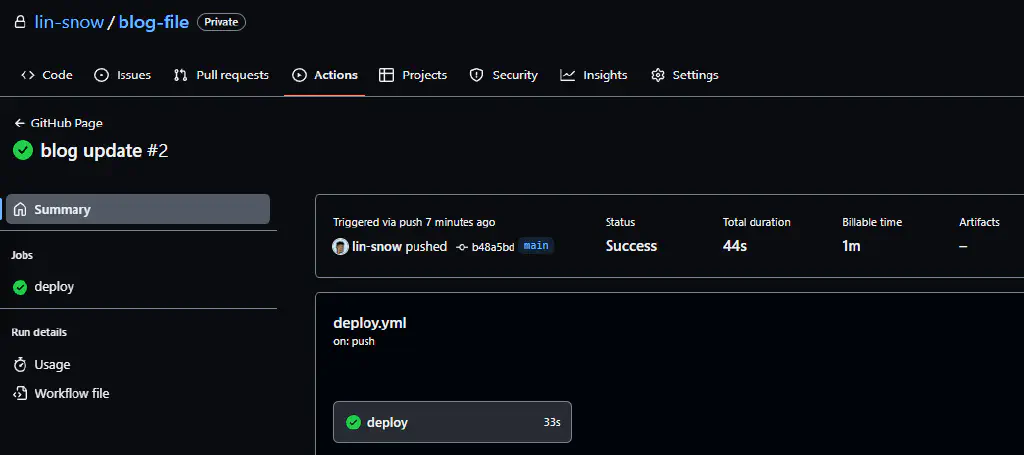 lin-snow / blog-file Private
Code Issues Pull requests Actions Projects Security Insights Settings
GitHub Page
blog update #2
Summary
Jobs
deploy
Run details
Usage
Workflow file
Triggered via push 7 minutes ago
lin-snow pushed b48a5bd main
Status
Success
Total duration
44s
Billable time
1m
Artifacts
–
deploy.yml
on: push
deploy 33s